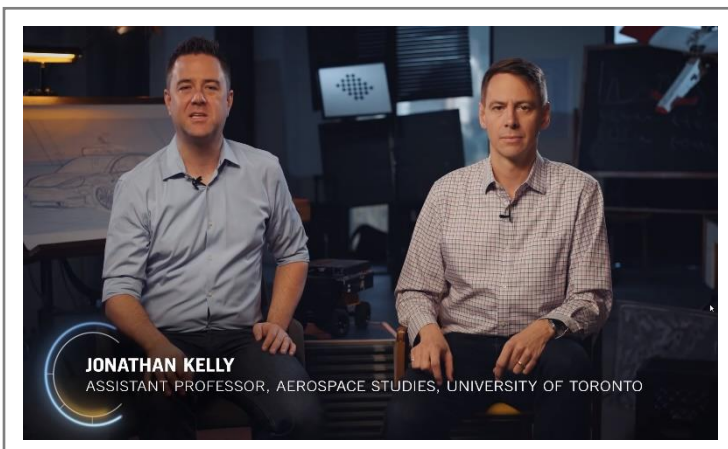 JONATHAN KELLY
ASSISTANT PROFESSOR, AEROSPACE STUDIES, UNIVERSITY OF TORONTO